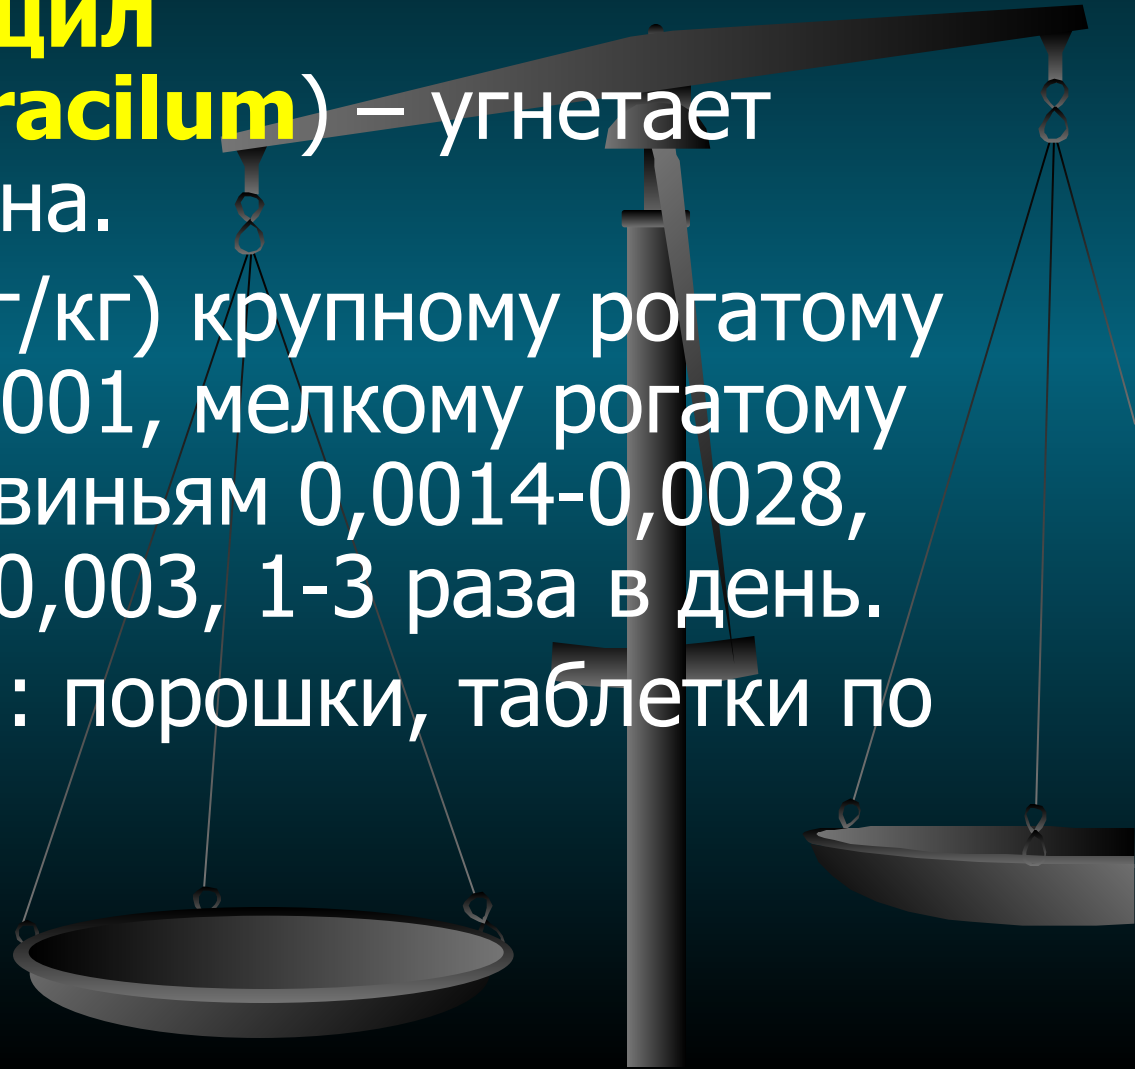 цил
racilum) – угнетает
на.
г/кг) крупному рогатому
001, мелкому рогатому
виньям 0,0014-0,0028,
0,003, 1-3 раза в день.
: порошки, таблетки по